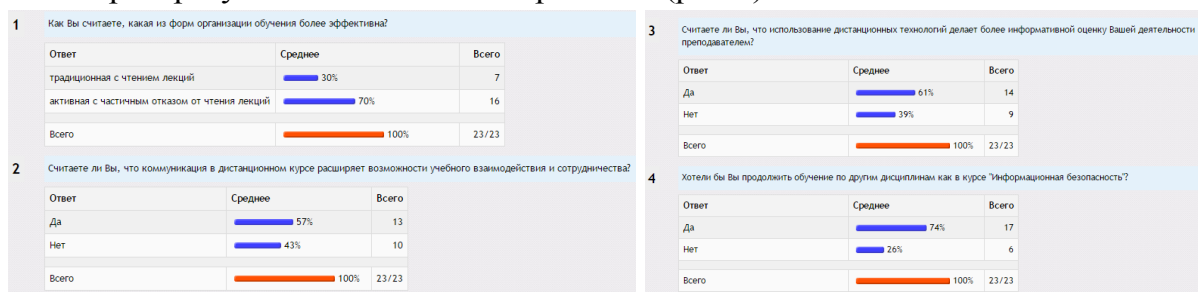 1 Как Вы считаете, какая из форм организации обучения более эффективна?
Ответ Среднее Всего
традиционная с чтением лекций 30% 7
активная с частичным отказом от чтения лекций 70% 16
Всего 100% 23/23
2 Считаете ли Вы, что коммуникация в дистанционном курсе расширяет возможности учебного взаимодействия и сотрудничества?
Ответ Среднее Всего
Да 57% 13
Нет 43% 10
Всего 100% 23/23
3 Считаете ли Вы, что использование дистанционных технологий делает более информативной оценку Вашей деятельности
преподавателем?
Ответ Среднее Всего
Да 61% 14
Нет 39% 9
Всего 100% 23/23
4 Хотели бы Вы продолжить обучение по другим дисциплинам как в курсе "Информационная безопасность"?
Ответ Среднее Всего
Да 74% 17
Нет 26% 6
Всего 100% 23/23